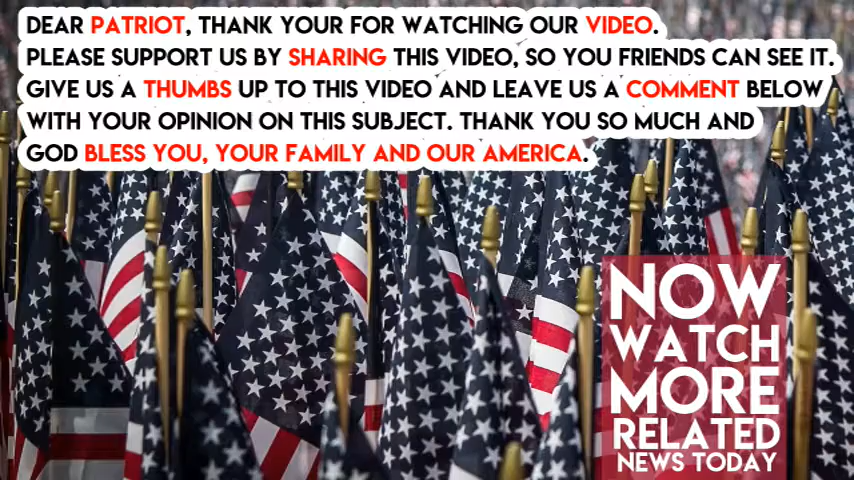 DEAR PATRIOT, THANK YOUR FOR WATCHING OUR VIDEO.
PLEASE SUPPORT US BY SHARING THIS VIDEO, SO YOU FRIENDS CAN SEE IT.
GIVE US A THUMBS UP TO THIS VIDEO AND LEAVE US A COMMENT BELOW
WITH YOUR OPINION ON THIS SUBJECT. THANK YOU SO MUCH AND
GOD BLESS YOU, YOUR FAMILY AND OUR AMERICA.
NOW
WATCH
MORE
RELATED
NEWS TODAY